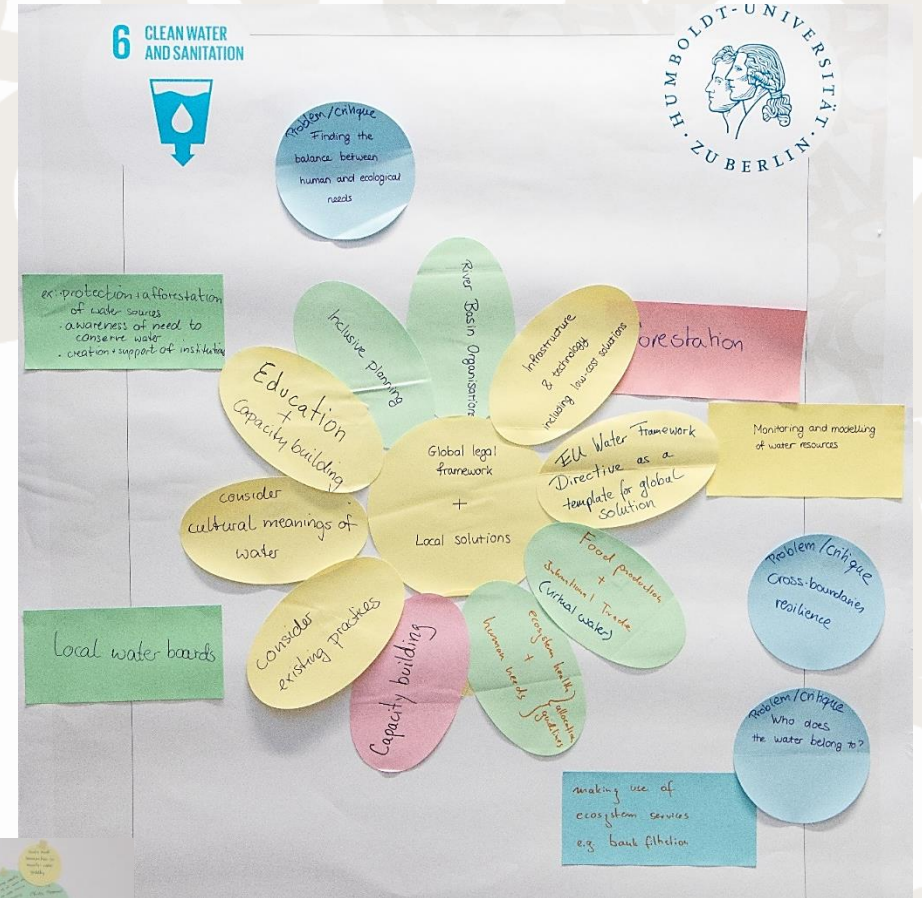 6 CLEAN WATER
AND SANITATION
HUMBOLDT-UNIVERSITÄT
ZU BERLIN
Problem/Critique
Finding the
balance between
human and ecological
needs
ex: protection + afforestation
of water sources
· awareness of need to
conserve water
· creation + support of
Inclusive planning
River Basin Organisations
Infrastructure
& technology
including low-cost solutions
orestation
Education
+
Capacity building
Global legal
framework
+
Local solutions
EU Water Framework
Directive as a
template for global
solution
Monitoring and modelling
of water resources
consider
cultural meanings of
water
Food production
+
Trade
(virtual water)
Problem/Critique
Cross-boundaries
resilience
Consider
existing practices
Capacity building
ecosystem health
+
human needs
allocation
guidelines
Local water boards
Problem/Critique
Who does
the water belong to?
making use of
ecosystem services
e.g. bank